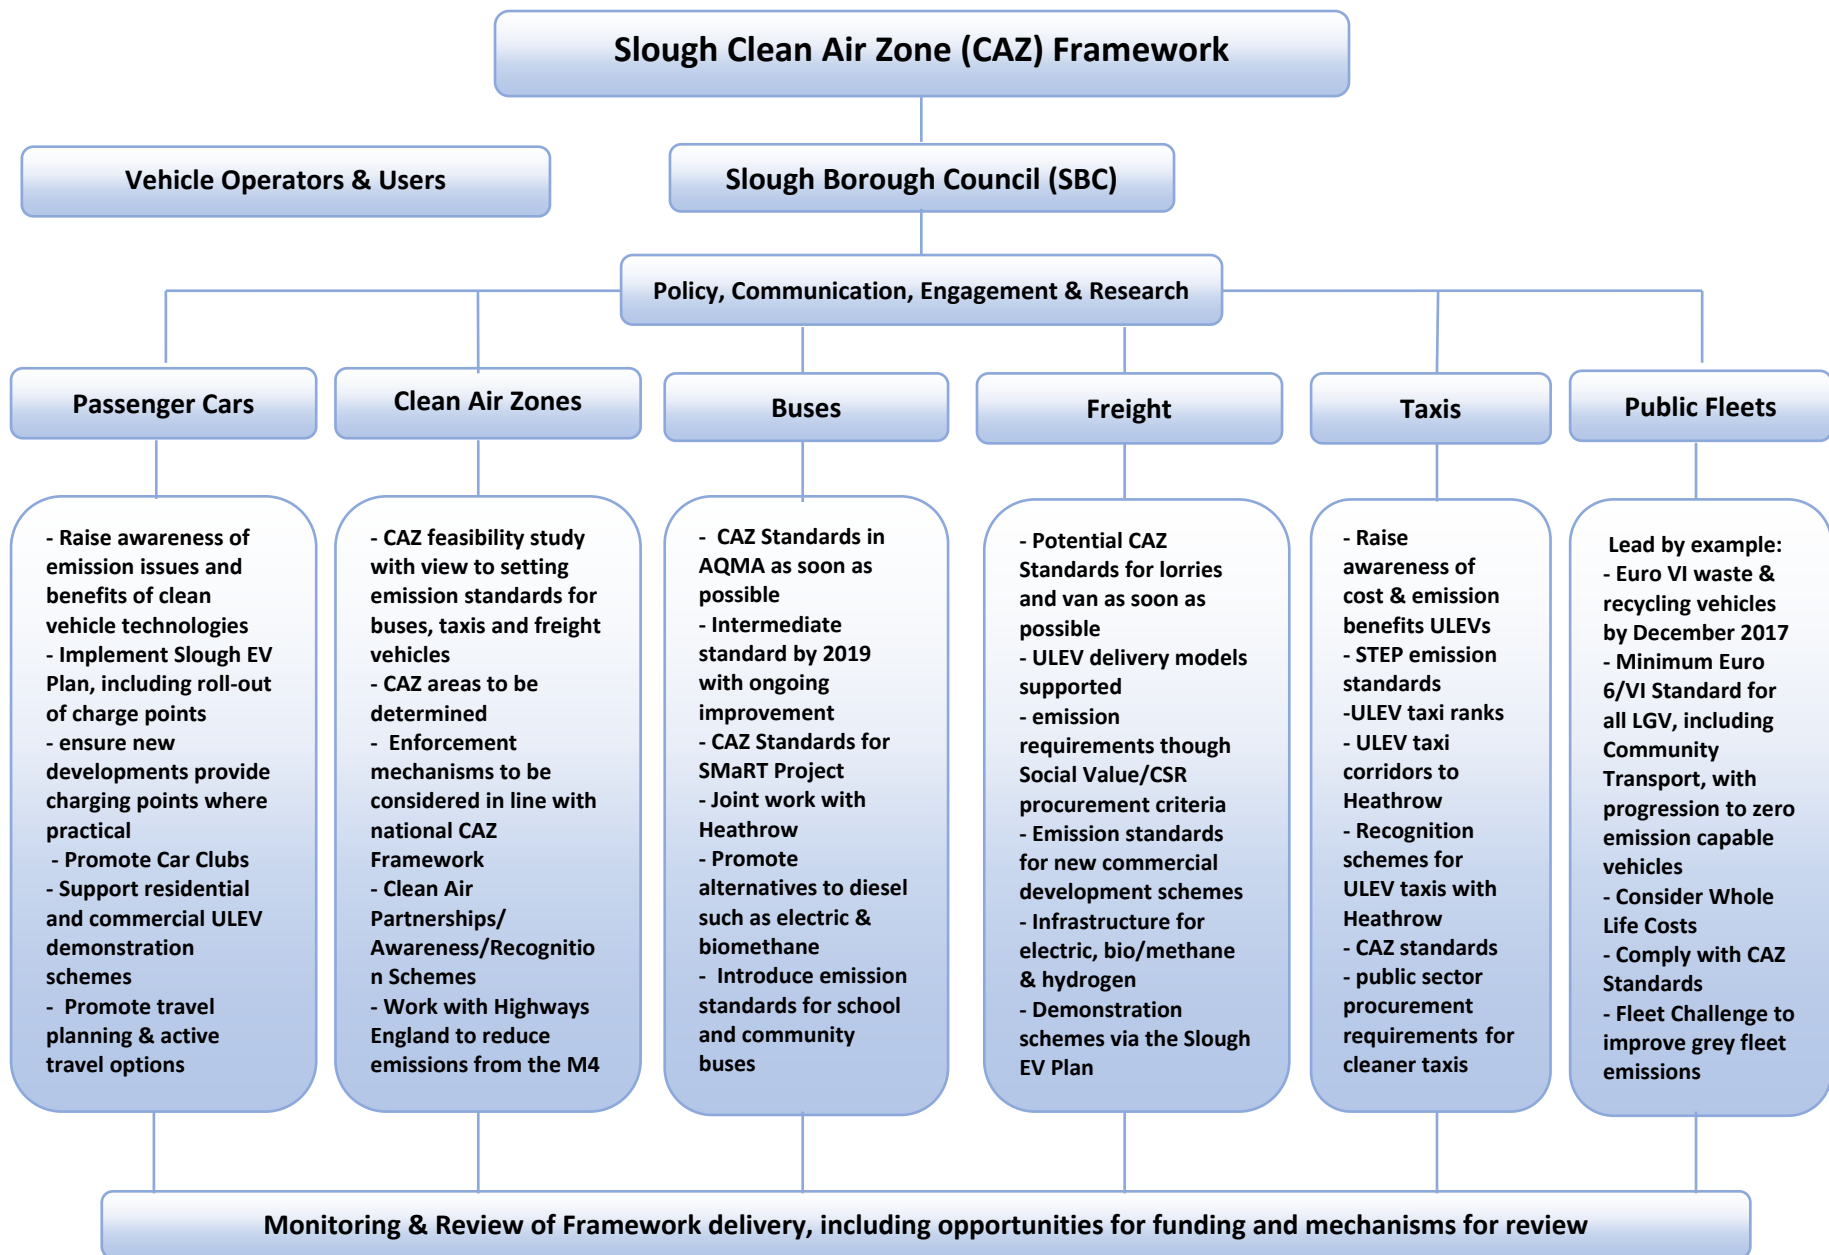 Slough Clean Air Zone (CAZ) Framework
Vehicle Operators & Users
Slough Borough Council (SBC)
Policy, Communication, Engagement & Research
Passenger Cars
Clean Air Zones
Buses
Freight
Taxis
Public Fleets
- Raise awareness of
emission issues and
benefits of clean
vehicle technologies
- Implement Slough EV
Plan, including roll-out
of charge points
- ensure new
developments provide
charging points where
practical
- Promote Car Clubs
- Support residential
and commercial ULEV
demonstration
schemes
- Promote travel
planning & active
travel options
- CAZ feasibility study
with view to setting
emission standards for
buses, taxis and freight
vehicles
- CAZ areas to be
determined
- Enforcement
mechanisms to be
considered in line with
national CAZ
Framework
- Clean Air
Partnerships/
Awareness/Recognitio
n Schemes
- Work with Highways
England to reduce
emissions from the M4
- CAZ Standards in
AQMA as soon as
possible
- Intermediate
standard by 2019
with ongoing
improvement
- CAZ Standards for
SMaRT Project
- Joint work with
Heathrow
- Promote
alternatives to diesel
such as electric &
biomethane
- Introduce emission
standards for school
and community
buses
- Potential CAZ
Standards for lorries
and van as soon as
possible
- ULEV delivery models
supported
- emission
requirements though
Social Value/CSR
procurement criteria
- Emission standards
for new commercial
development schemes
- Infrastructure for
electric, bio/methane
& hydrogen
- Demonstration
schemes via the Slough
EV Plan
- Raise
awareness of
cost & emission
benefits ULEVs
- STEP emission
standards
-ULEV taxi ranks
- ULEV taxi
corridors to
Heathrow
- Recognition
schemes for
ULEV taxis with
Heathrow
- CAZ standards
- public sector
procurement
requirements for
cleaner taxis
Lead by example:
- Euro VI waste &
recycling vehicles
by December 2017
- Minimum Euro
6/VI Standard for
all LGV, including
Community
Transport, with
progression to zero
emission capable
vehicles
- Consider Whole
Life Costs
- Comply with CAZ
Standards
- Fleet Challenge to
improve grey fleet
emissions
Monitoring & Review of Framework delivery, including opportunities for funding and mechanisms for review